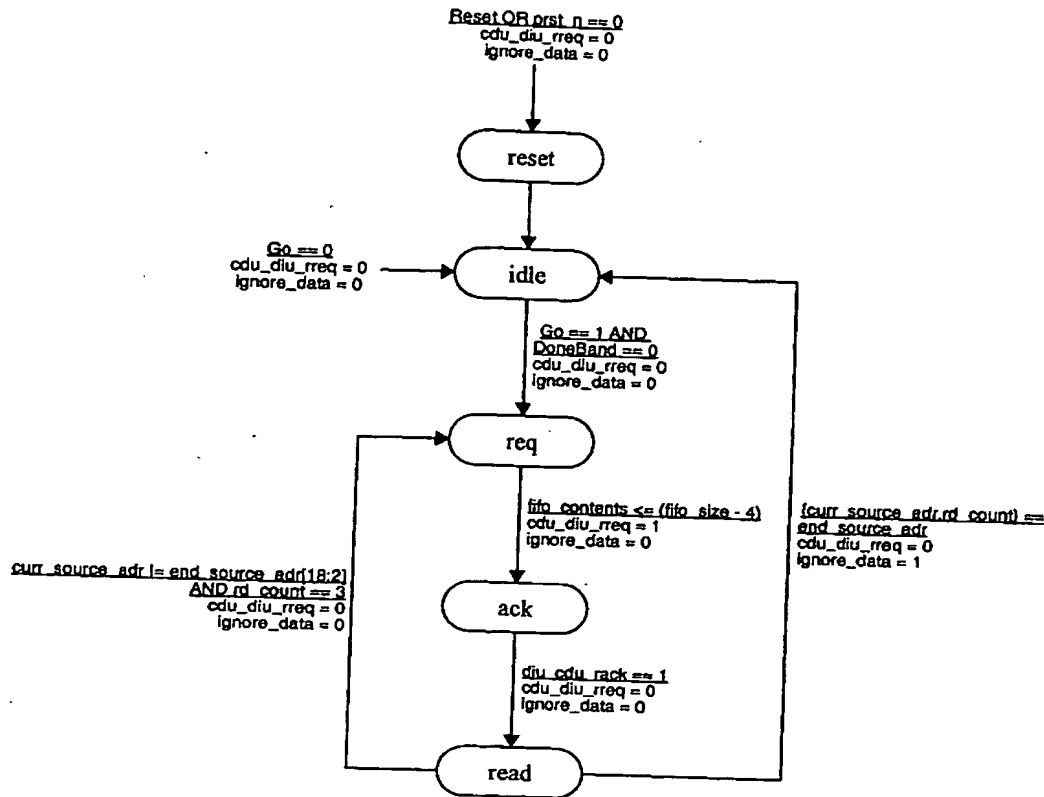 Reset OR prst_n == 0
cdu_diu_rreq = 0
ignore_data = 0
reset
Go == 0
cdu_diu_rreq = 0
ignore_data = 0
idle
Go == 1 AND
DoneBand == 0
cdu_diu_rreq = 0
ignore_data = 0
req
fifo_contents <= (fifo_size - 4)
cdu_diu_rreq = 1
ignore_data = 0
{curr_source_adr,rd_count} ==
end_source_adr
cdu_diu_rreq = 0
ignore_data = 1
curr_source_adr != end_source_adr[18:2]
AND rd_count == 3
cdu_diu_rreq = 0
ignore_data = 0
ack
diu_cdu_rack == 1
cdu_diu_rreq = 0
ignore_data = 0
read